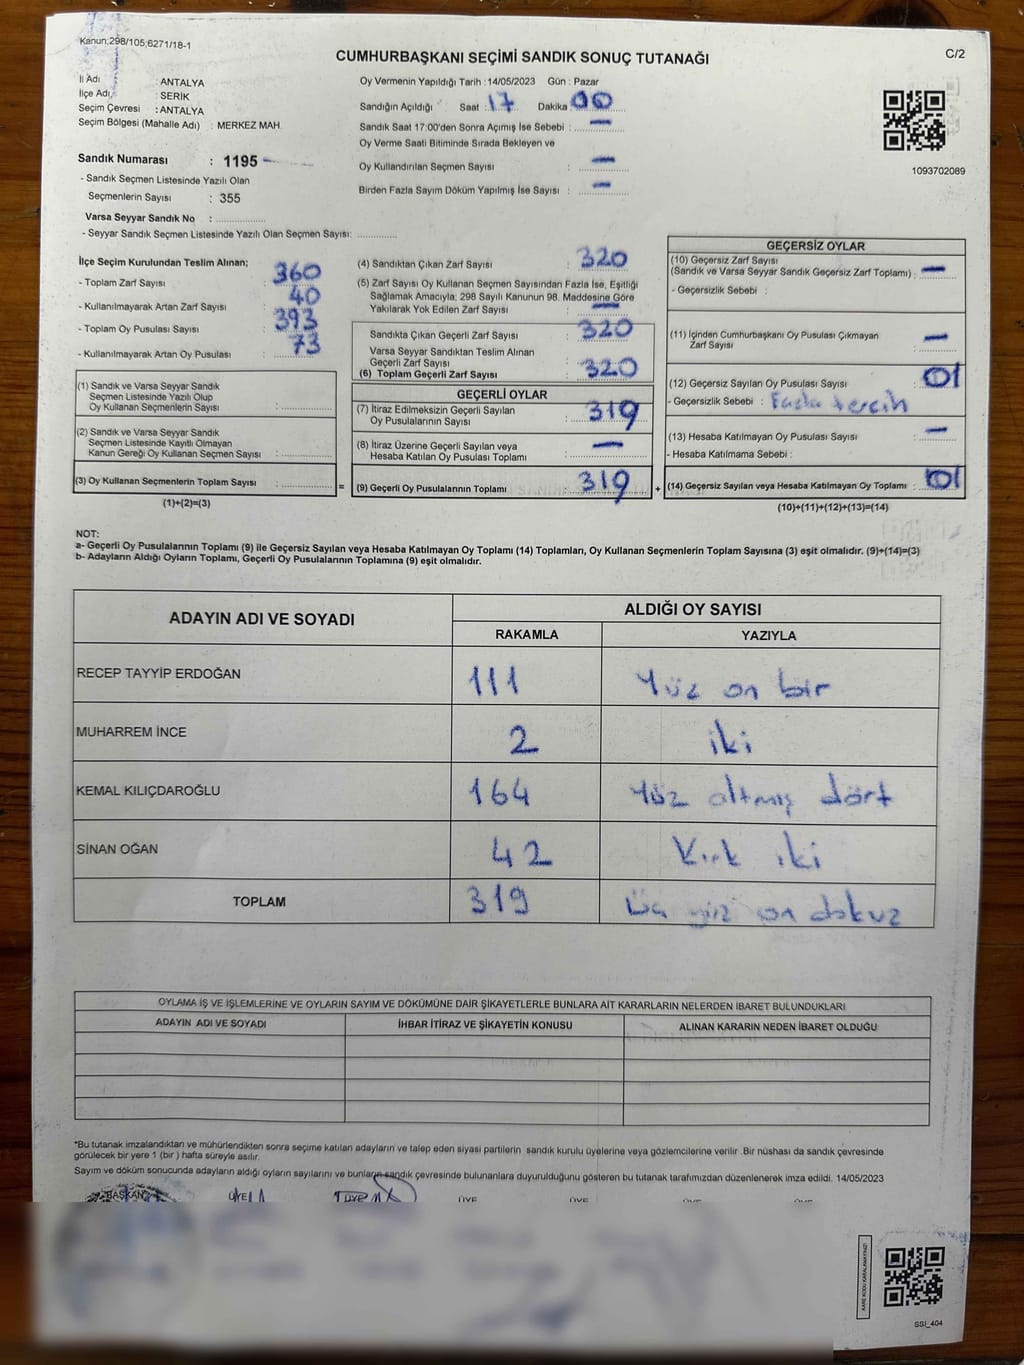 Kanun;298/105;6271/18-1
CUMHURBAŞKANI SEÇİMİ SANDIK SONUÇ TUTANAĞI
C/2
İl Adı : ANTALYA
İlçe Adı : SERİK
Seçim Çevresi : ANTALYA
Seçim Bölgesi (Mahalle Adı) : MERKEZ MAH.
Sandık Numarası : 1195
- Sandık Seçmen Listesinde Yazılı Olan
Seçmenlerin Sayısı : 355
Varsa Seyyar Sandık No : ..............
- Seyyar Sandık Seçmen Listesinde Yazılı Olan Seçmen Sayısı: ............
Oy Vermenin Yapıldığı Tarih :14/05/2023 Gün : Pazar
Sandığın Açıldığı Saat : 17 Dakika 00
Sandık Saat 17:00'den Sonra Açımış İse Sebebi : —
Oy Verme Saati Bitiminde Sırada Bekleyen ve
Oy Kullandırılan Seçmen Sayısı : —
Birden Fazla Sayım Döküm Yapılmış İse Sayısı : —
1093702089
İlçe Seçim Kurulundan Teslim Alınan;
- Toplam Zarf Sayısı : 360
- Kullanılmayarak Artan Zarf Sayısı : 40
- Toplam Oy Pusulası Sayısı : 393
- Kullanılmayarak Artan Oy Pusulası : 73
(1) Sandık ve Varsa Seyyar Sandık
Seçmen Listesinde Yazılı Olup
Oy Kullanan Seçmenlerin Sayısı :
(2) Sandık ve Varsa Seyyar Sandık
Seçmen Listesinde Kayıtlı Olmayan
Kanun Gereği Oy Kullanan Seçmen Sayısı :
(3) Oy Kullanan Seçmenlerin Toplam Sayısı : =
(1)+(2)=(3)
(4) Sandıktan Çıkan Zarf Sayısı : 320
(5) Zarf Sayısı Oy Kullanan Seçmen Sayısından Fazla İse, Eşitliği
Sağlamak Amacıyla; 298 Sayılı Kanunun 98. Maddesine Göre
Yakılarak Yok Edilen Zarf Sayısı : —
Sandıkta Çıkan Geçerli Zarf Sayısı : 320
Varsa Seyyar Sandıktan Teslim Alınan
Geçerli Zarf Sayısı :
(6) Toplam Geçerli Zarf Sayısı : 320
GEÇERLİ OYLAR
(7) İtiraz Edilmeksizin Geçerli Sayılan
Oy Pusulalarının Sayısı : 319
(8) İtiraz Üzerine Geçerli Sayılan veya
Hesaba Katılan Oy Pusulası Toplamı : —
(9) Geçerli Oy Pusulalarının Toplamı : 319 +
GEÇERSİZ OYLAR
(10) Geçersiz Zarf Sayısı
(Sandık ve Varsa Seyyar Sandık Geçersiz Zarf Toplamı) : —
- Geçersizlik Sebebi :
(11) İçinden Cumhurbaşkanı Oy Pusulası Çıkmayan
Zarf Sayısı : —
(12) Geçersiz Sayılan Oy Pusulası Sayısı : 01
- Geçersizlik Sebebi : Fazla tercih
(13) Hesaba Katılmayan Oy Pusulası Sayısı : —
- Hesaba Katılmama Sebebi :
(14) Geçersiz Sayılan veya Hesaba Katılmayan Oy Toplamı : 01
(10)+(11)+(12)+(13)=(14)
NOT:
a- Geçerli Oy Pusulalarının Toplamı (9) ile Geçersiz Sayılan veya Hesaba Katılmayan Oy Toplamı (14) Toplamları, Oy Kullanan Seçmenlerin Toplam Sayısına (3) eşit olmalıdır. (9)+(14)=(3)
b- Adayların Aldığı Oyların Toplamı, Geçerli Oy Pusulalarının Toplamına (9) eşit olmalıdır.
ADAYIN ADI VE SOYADI
ALDIĞI OY SAYISI
RAKAMLA YAZIYLA
RECEP TAYYİP ERDOĞAN 111 Yüz on bir
MUHARREM İNCE 2 iki
KEMAL KILIÇDAROĞLU 164 Yüz altmış dört
SİNAN OĞAN 42 Kırk iki
TOPLAM 319 Üç yüz on dokuz
OYLAMA İŞ VE İŞLEMLERİNE VE OYLARIN SAYIM VE DÖKÜMÜNE DAİR ŞİKAYETLERLE BUNLARA AİT KARARLARIN NELERDEN İBARET BULUNDUKLARI
ADAYIN ADI VE SOYADI İHBAR İTİRAZ VE ŞİKAYETİN KONUSU ALINAN KARARIN NEDEN İBARET OLDUĞU
*Bu tutanak imzalandıktan ve mühürlendikten sonra seçime katılan adayların ve talep eden siyasi partilerin sandık kurulu üyelerine veya gözlemcilerine verilir. Bir nüshası da sandık çevresinde
görülecek bir yere 1 (bir ) hafta süreyle asılır.
Sayım ve döküm sonucunda adayların aldığı oyların sayılarını ve bunların sandık çevresinde bulunanlara duyurulduğunu gösteren bu tutanak tarafımızdan düzenlenerek imza edildi. 14/05/2023
BAŞKAN ÜYE ÜYE ÜYE ÜYE ÜYE ÜYE
KARE KODU KARALAMAYINIZ!
SSİ_404